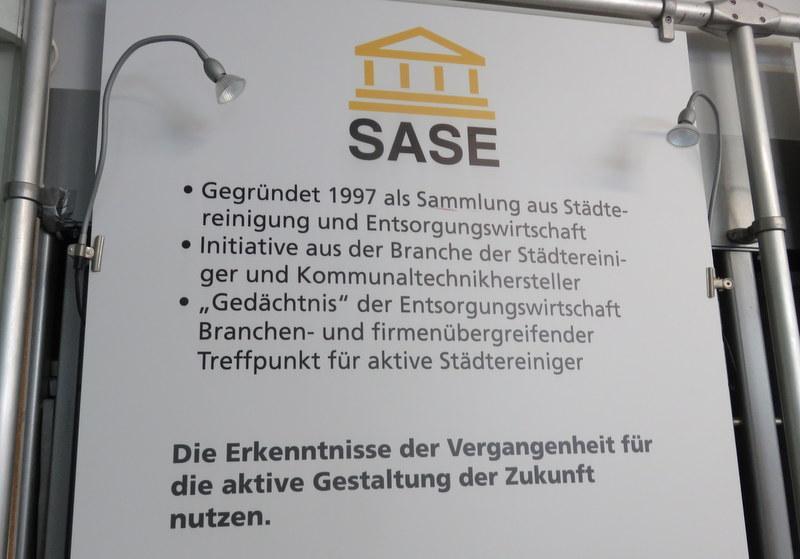 SASE
• Gegründet 1997 als Sammlung aus Städte-
reinigung und Entsorgungswirtschaft
• Initiative aus der Branche der Städtereini-
ger und Kommunaltechnikhersteller
• „Gedächtnis“ der Entsorgungswirtschaft
Branchen- und firmenübergreifender
Treffpunkt für aktive Städtereiniger
Die Erkenntnisse der Vergangenheit für
die aktive Gestaltung der Zukunft
nutzen.